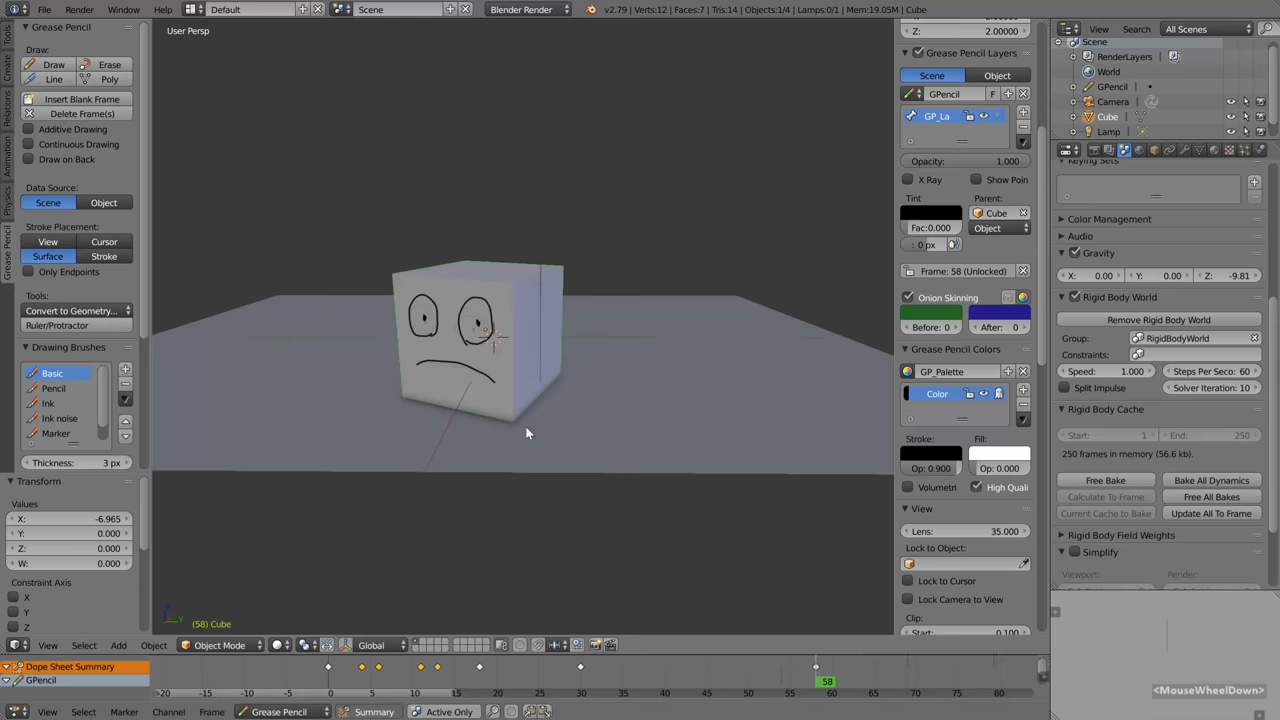 File Edit Render Window Help Default Scene Blender Render v2.79 | Verts:12 | Faces:7 | Tris:14 | Objects:1/4 | Lamps:0/1 | Mem:19.05M | Cube
View Search All Scenes
Tools
Create
Relations
Animation
Physics
Grease Pencil
Grease Pencil
Draw:
Draw Erase
Line Poly
Insert Blank Frame
Delete Frame(s)
Additive Drawing
Continuous Drawing
Draw on Back
Data Source:
Scene Object
Stroke Placement:
View Cursor
Surface Stroke
Only Endpoints
Tools:
Convert to Geometry...
Ruler/Protractor
Drawing Brushes
Basic
Pencil
Ink
Ink noise
Marker
Thickness: 3 px
Transform
Values
X: -6.965
Y: 0.000
Z: 0.000
W: 0.000
Constraint Axis
X
Y
Z
User Persp
(58) Cube
View Select Add Object Object Mode Global
Z: 2.00000
Grease Pencil Layers
Scene Object
GPencil F
GP_La
Opacity: 1.000
X Ray Show Poin
Tint Parent:
Cube
Fac:0.000 Object
: 0 px
Frame: 58 (Unlocked)
Onion Skinning
Before: 0 After: 0
Grease Pencil Colors
GP_Palette
Color
Stroke: Fill:
Op: 0.900 Op: 0.000
Volumetri High Quali
View
Lens: 35.000
Lock to Object:
Lock to Cursor
Lock Camera to View
Clip:
Start: 0.100
Scene
RenderLayers
World
GPencil
Camera
Cube
Lamp
Keying Sets
Color Management
Audio
Gravity
X: 0.00 Y: 0.00 Z: -9.81
Rigid Body World
Remove Rigid Body World
Group: RigidBodyWorld
Constraints:
Speed: 1.000 Steps Per Seco: 60
Split Impulse Solver Iteration: 10
Rigid Body Cache
Start: 1 End: 250
250 frames in memory (56.6 kb).
Free Bake Bake All Dynamics
Calculate To Frame Free All Bakes
Current Cache to Bake Update All To Frame
Rigid Body Field Weights
Simplify
Viewport: Render:
<MouseWheelDown>
Dope Sheet Summary
GPencil
-20 -15 -10 -5 0 5 10 15 20 25 30 35 40 45 50 55 58 60 65 70 75 80
View Select Marker Channel Frame Grease Pencil Summary Active Only